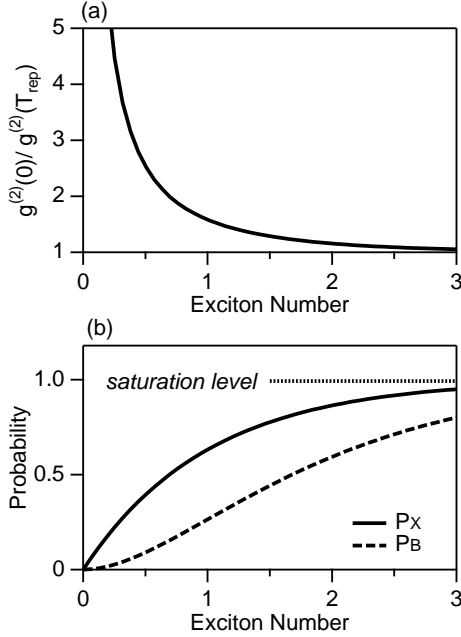 (a)
5
4
3
2
1
g(2)(0)/ g(2)(Trep)
0
1
2
3
Exciton Number
(b)
1.0
0.5
0
Probability
saturation level
PX
PB
0
1
2
3
Exciton Number